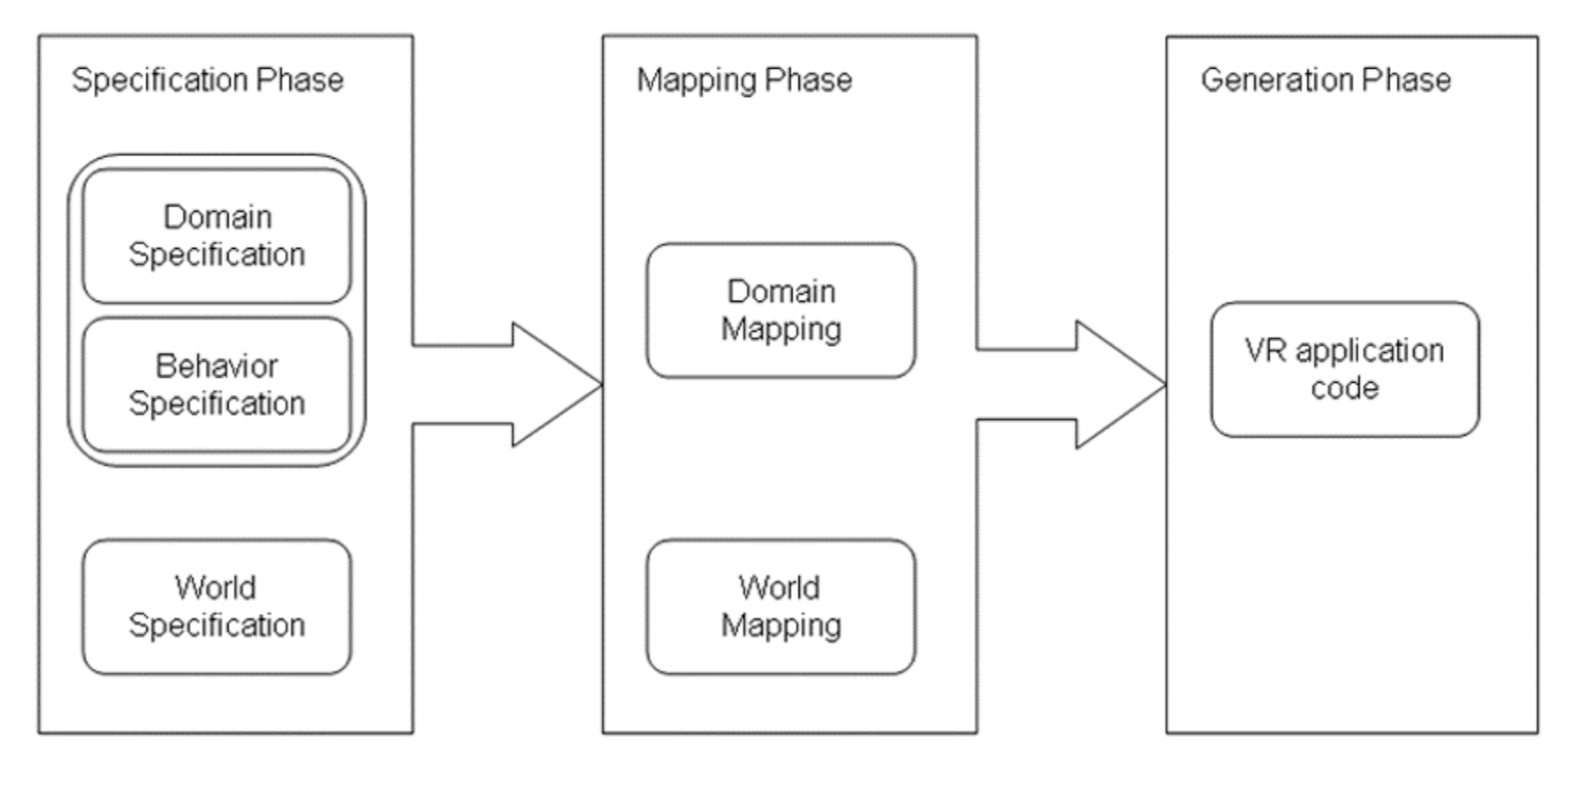 Specification Phase
Domain
Specification
Behavior
Specification
World
Specification
Mapping Phase
Domain
Mapping
World
Mapping
Generation Phase
VR application
code